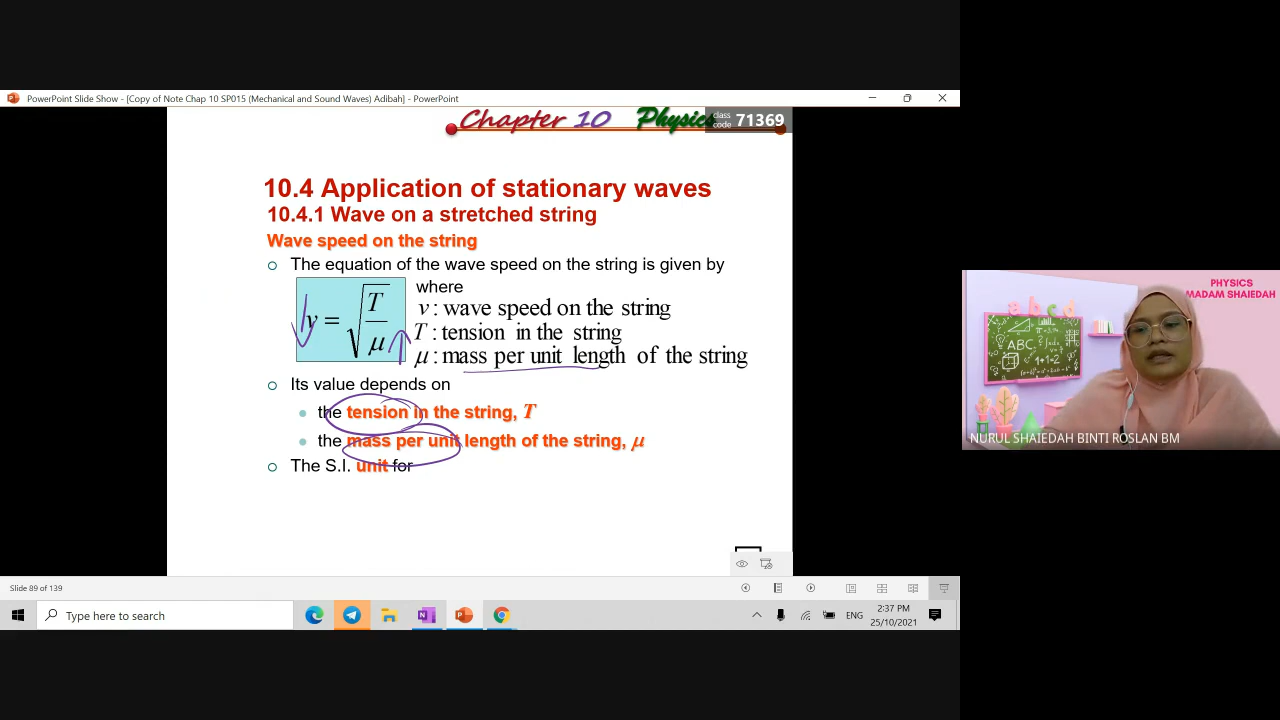 PowerPoint Slide Show - [Copy of Note Chap 10 SP015 (Mechanical and Sound Waves) Adibah] - PowerPoint
Chapter 10 Physics
class code 71369
10.4 Application of stationary waves
10.4.1 Wave on a stretched string
Wave speed on the string
The equation of the wave speed on the string is given by
where
v = √(T/μ)
v : wave speed on the string
T : tension in the string
μ : mass per unit length of the string
Its value depends on
the tension in the string, T
the mass per unit length of the string, μ
The S.I. unit for
Slide 89 of 139
Type here to search
ENG
2:37 PM
25/10/2021
PHYSICS
MADAM SHAIEDAH
a b c d
ABC
1+1=2
NURUL SHAIEDAH BINTI ROSLAN BM